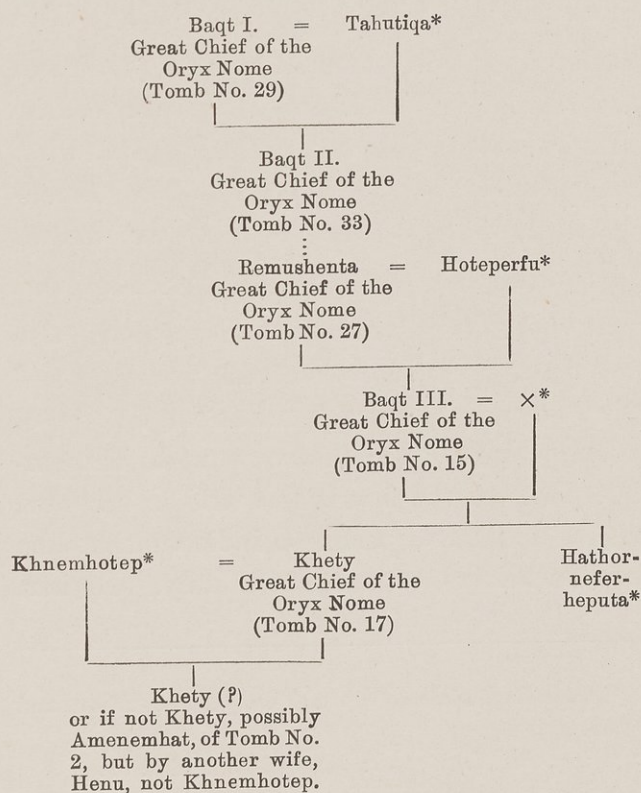 Baqt I. = Tahutiqa*
Great Chief of the
Oryx Nome
(Tomb No. 29)
Baqt II.
Great Chief of the
Oryx Nome
(Tomb No. 33)
Remushenta = Hoteperfu*
Great Chief of the
Oryx Nome
(Tomb No. 27)
Baqt III. = ×*
Great Chief of the
Oryx Nome
(Tomb No. 15)
Khnemhotep* = Khety
Great Chief of the
Oryx Nome
(Tomb No. 17)
Hathor-
nefer-
heputa*
Khety (?)
or if not Khety, possibly
Amenemhat, of Tomb No.
2, but by another wife,
Henu, not Khnemhotep.